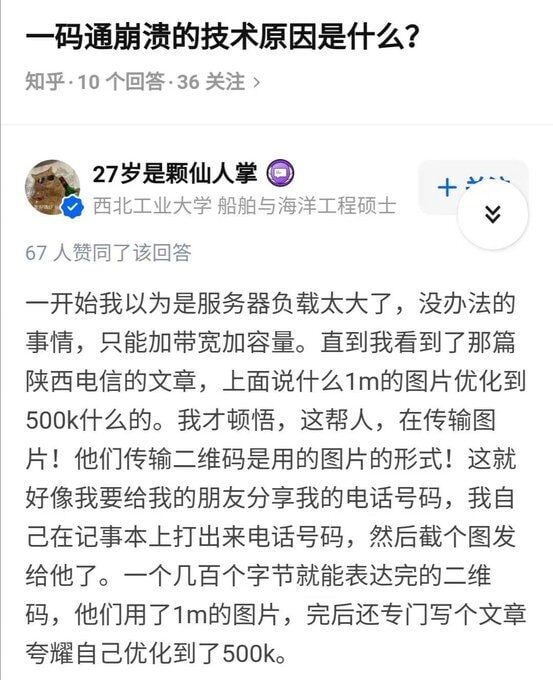 一码通崩溃的技术原因是什么？
知乎·10 个回答·36 关注 >
27岁是颗仙人掌
西北工业大学 船舶与海洋工程硕士
67 人赞同了该回答
一开始我以为是服务器负载太大了，没办法的
事情，只能加带宽加容量。直到我看到了那篇
陕西电信的文章，上面说什么1m的图片优化到
500k什么的。我才顿悟，这帮人，在传输图
片！他们传输二维码是用的图片的形式！这就
好像我要给我的朋友分享我的电话号码，我自
己在记事本上打出来电话号码，然后截个图发
给他了。一个几百个字节就能表达完的二维
码，他们用了1m的图片，完后还专门写个文章
夸耀自己优化到了500k。